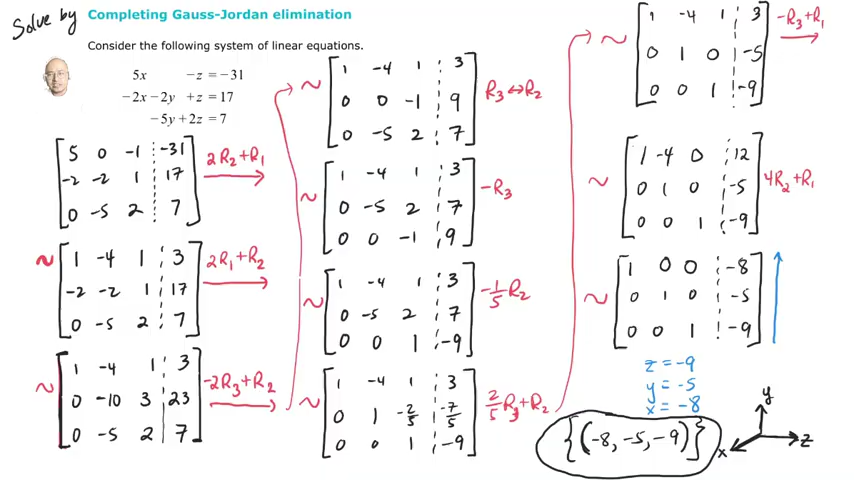 Solve by
Completing Gauss-Jordan elimination
Consider the following system of linear equations.
5x -z = -31
-2x-2y +z = 17
-5y+2z = 7
5 0 -1 -31 2R₂+R₁
-2 -2 1 17
0 -5 2 7
~ 1 -4 1 3 2R₁+R₂
-2 -2 1 17
0 -5 2 7
~ 1 -4 1 3
0 -10 3 23 -2R₃+R₂
0 -5 2 7
~ 1 -4 1 3
0 0 -1 9 R₃↔R₂
0 -5 2 7
~ 1 -4 1 3
0 -5 2 7 -R₃
0 0 -1 9
~ 1 -4 1 3 -1/5 R₂
0 -5 2 7
0 0 1 -9
~ 1 -4 1 3
0 1 -2/5 -7/5 2/5 R₃+R₂
0 0 1 -9
~ 1 -4 1 3 -R₃+R₁
0 1 0 -5
0 0 1 -9
~ 1 -4 0 12
0 1 0 -5 4R₂+R₁
0 0 1 -9
~ 1 0 0 -8
0 1 0 -5
0 0 1 -9
z = -9
y = -5
x = -8
{(-8, -5, -9)}
y
x z